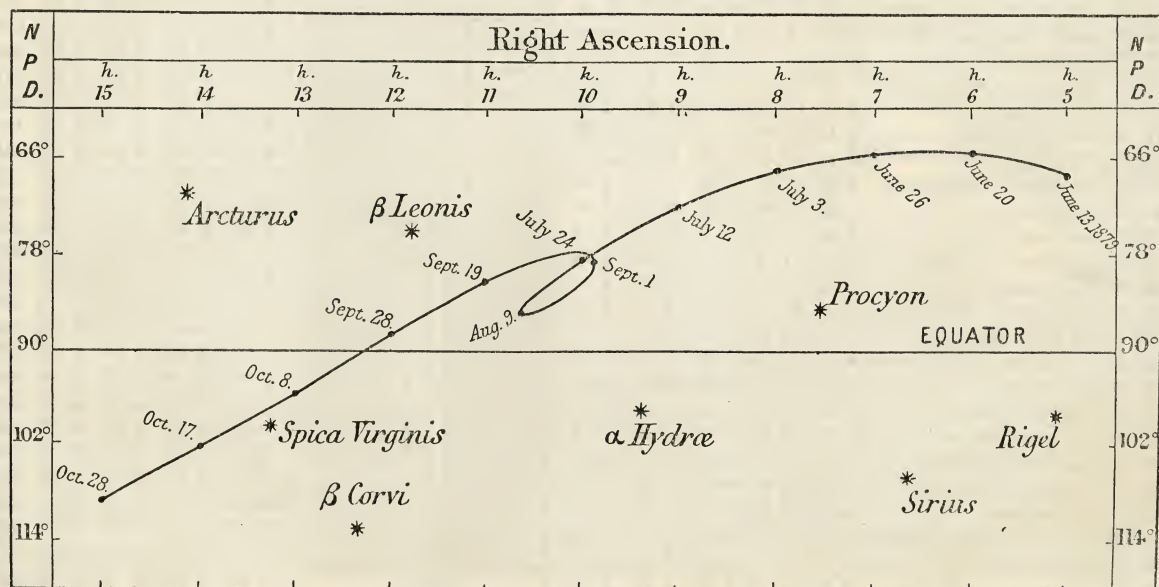 N P D.
Right Ascension.
N P D.
h. h h. h. h. h. h. h. h. h. h.
15 14 13 12 11 10 9 8 7 6 5
66°
66°
June 26
June 20
July 3.
June 13, 1879
Arcturus
β Leonis
July 12
July 24
78°
78°
Sept. 19
Sept. 1
Procyon
Sept. 28.
Aug. 9.
EQUATOR
90°
90°
Oct. 8.
Oct. 17.
102°
Spica Virginis
α Hydræ
Rigel
102°
Oct. 28.
β Corvi
Sirius
114°
114°